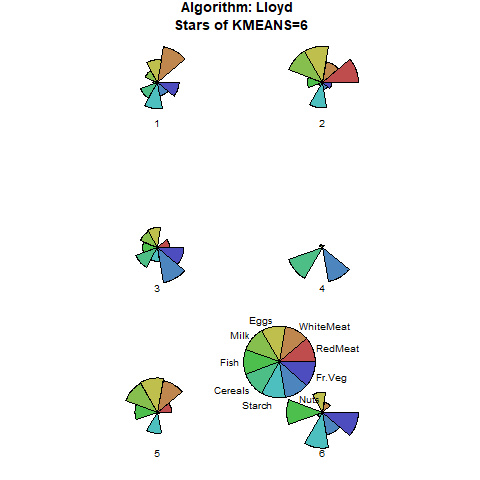 Algorithm: Lloyd
Stars of KMEANS=6
1
2
3
4
Eggs
WhiteMeat
Milk
RedMeat
Fish
Fr.Veg
Cereals
Nuts
Starch
5
6